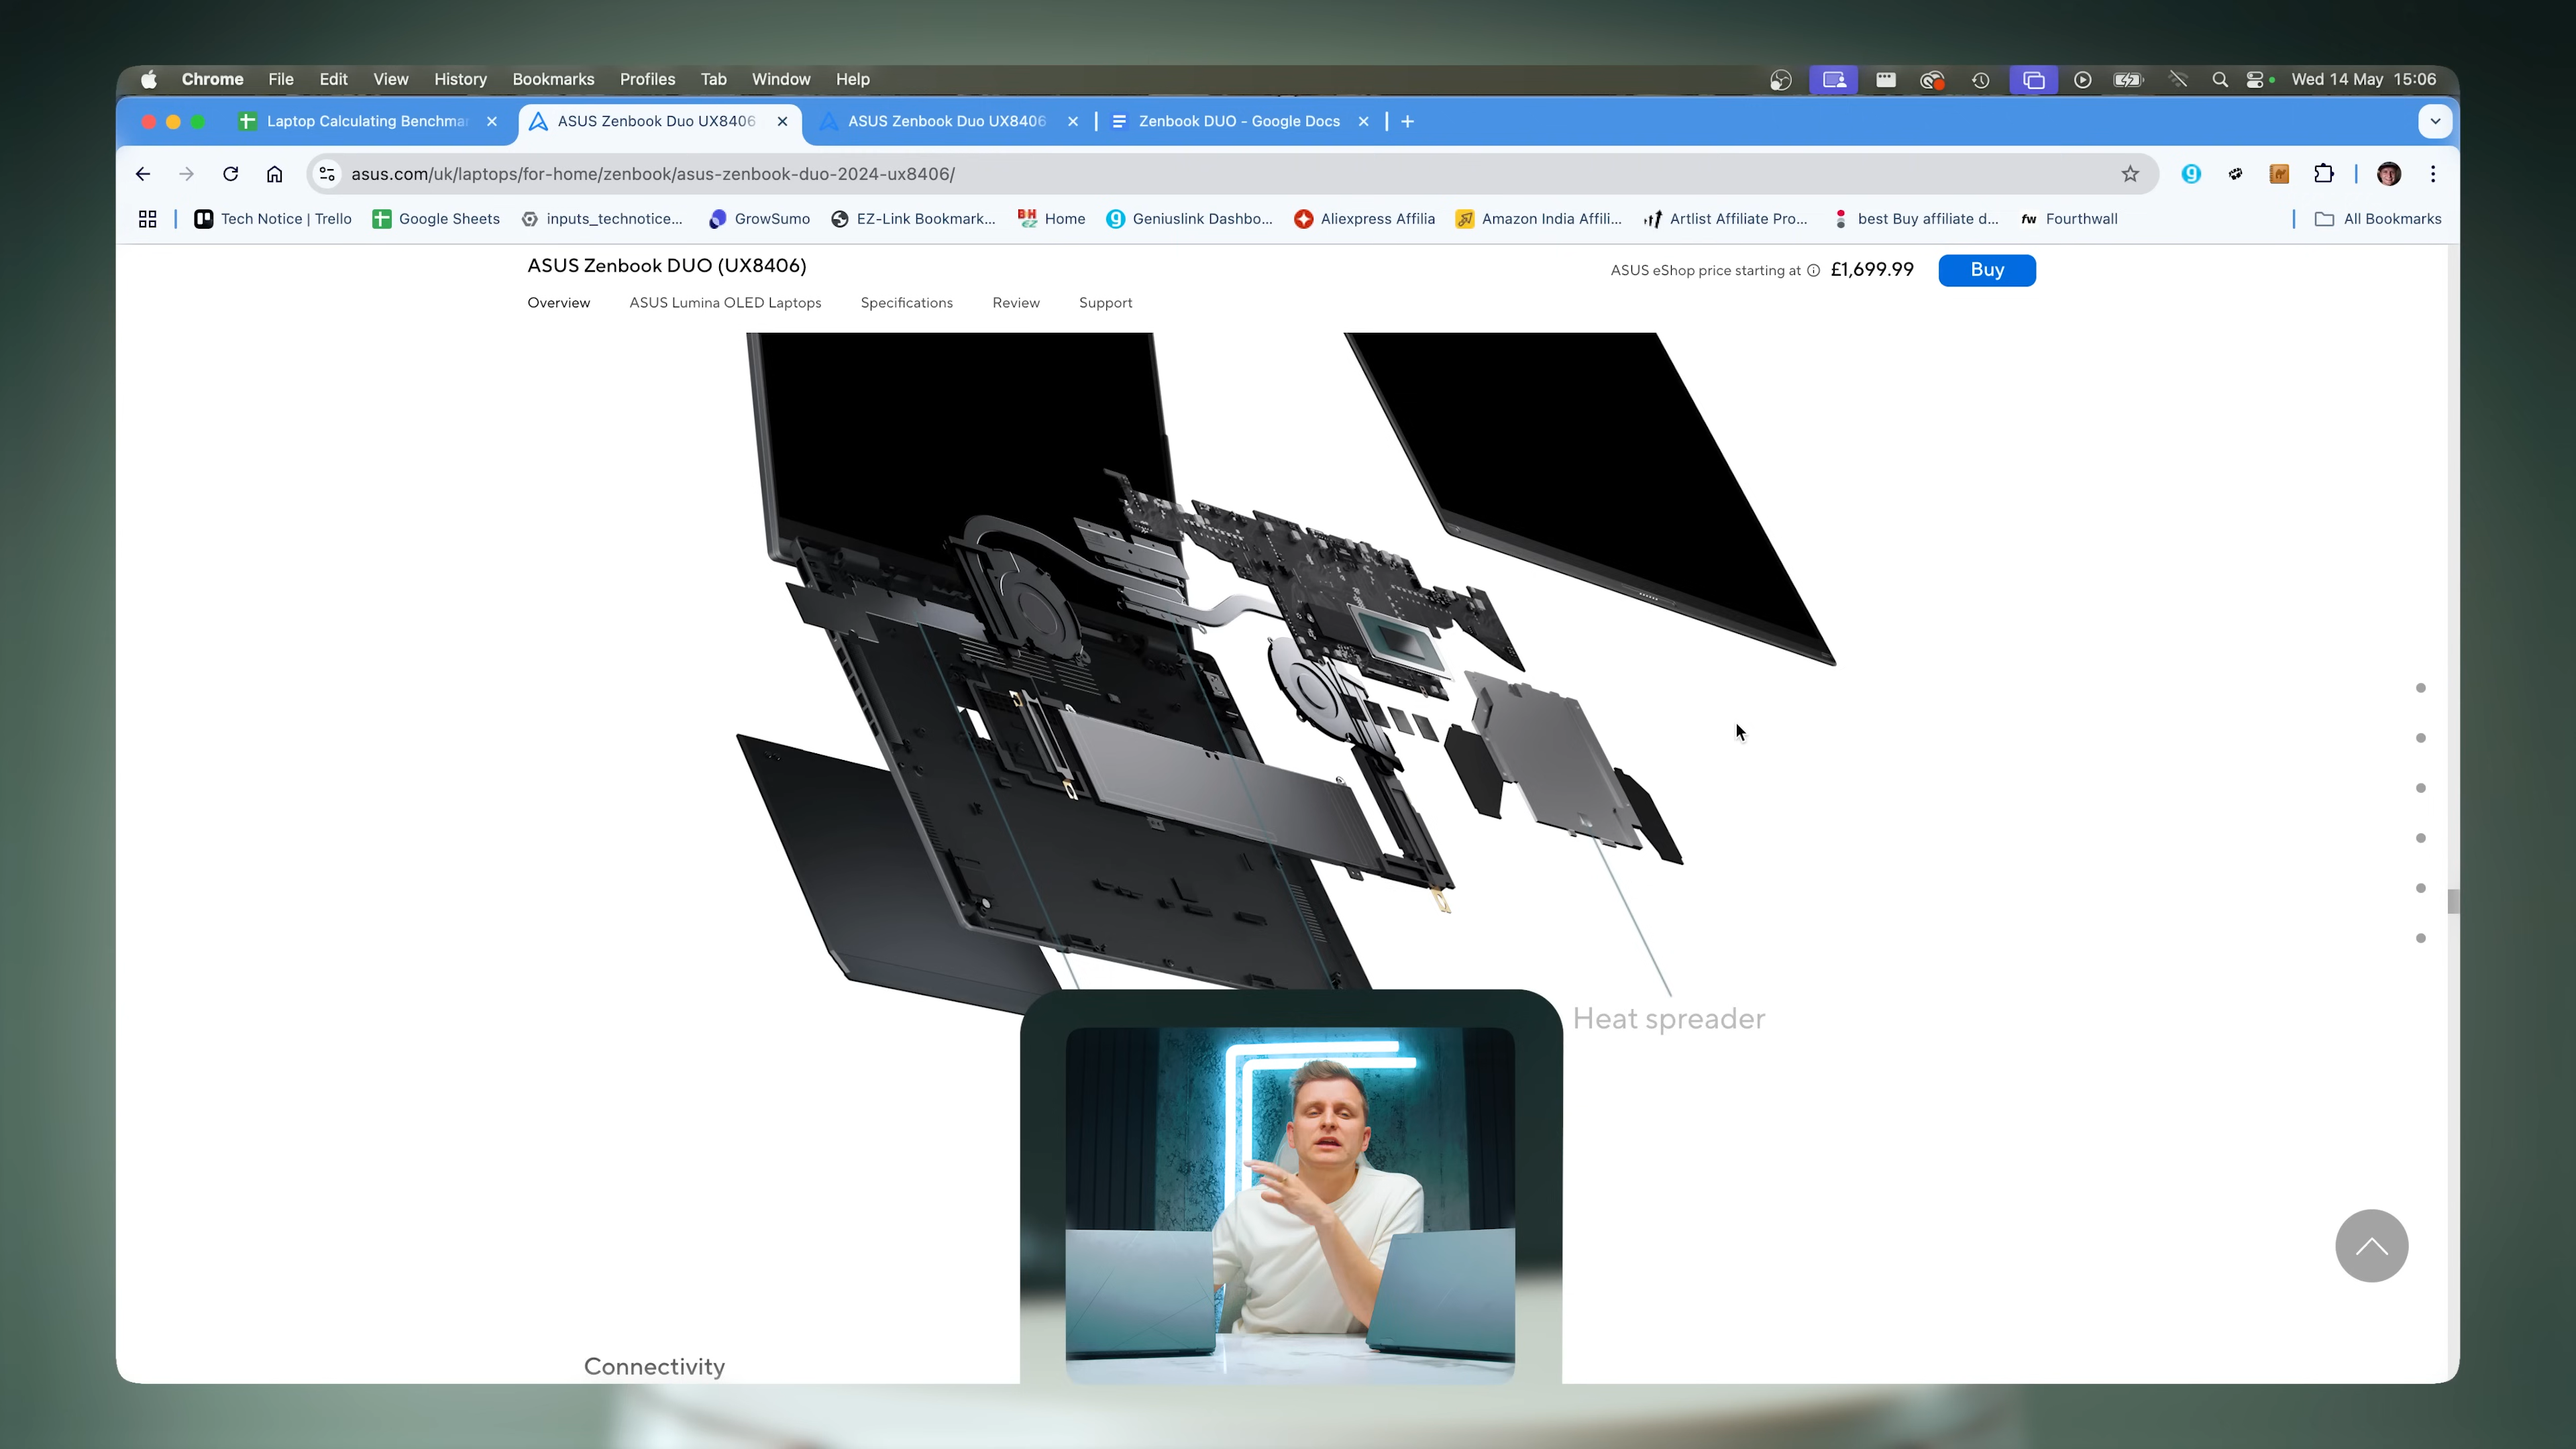 Chrome File Edit View History Bookmarks Profiles Tab Window Help Wed 14 May 15:06
Laptop Calculating Benchmar ASUS Zenbook Duo UX8406 ASUS Zenbook Duo UX8406 Zenbook DUO - Google Docs
asus.com/uk/laptops/for-home/zenbook/asus-zenbook-duo-2024-ux8406/
Tech Notice | Trello Google Sheets inputs_technotice... GrowSumo EZ-Link Bookmark... BH ez Home Geniuslink Dashbo... Aliexpress Affilia Amazon India Affili... Artlist Affiliate Pro... best Buy affiliate d... fw Fourthwall All Bookmarks
ASUS Zenbook DUO (UX8406) ASUS eShop price starting at £1,699.99 Buy
Overview ASUS Lumina OLED Laptops Specifications Review Support
Heat spreader
Connectivity